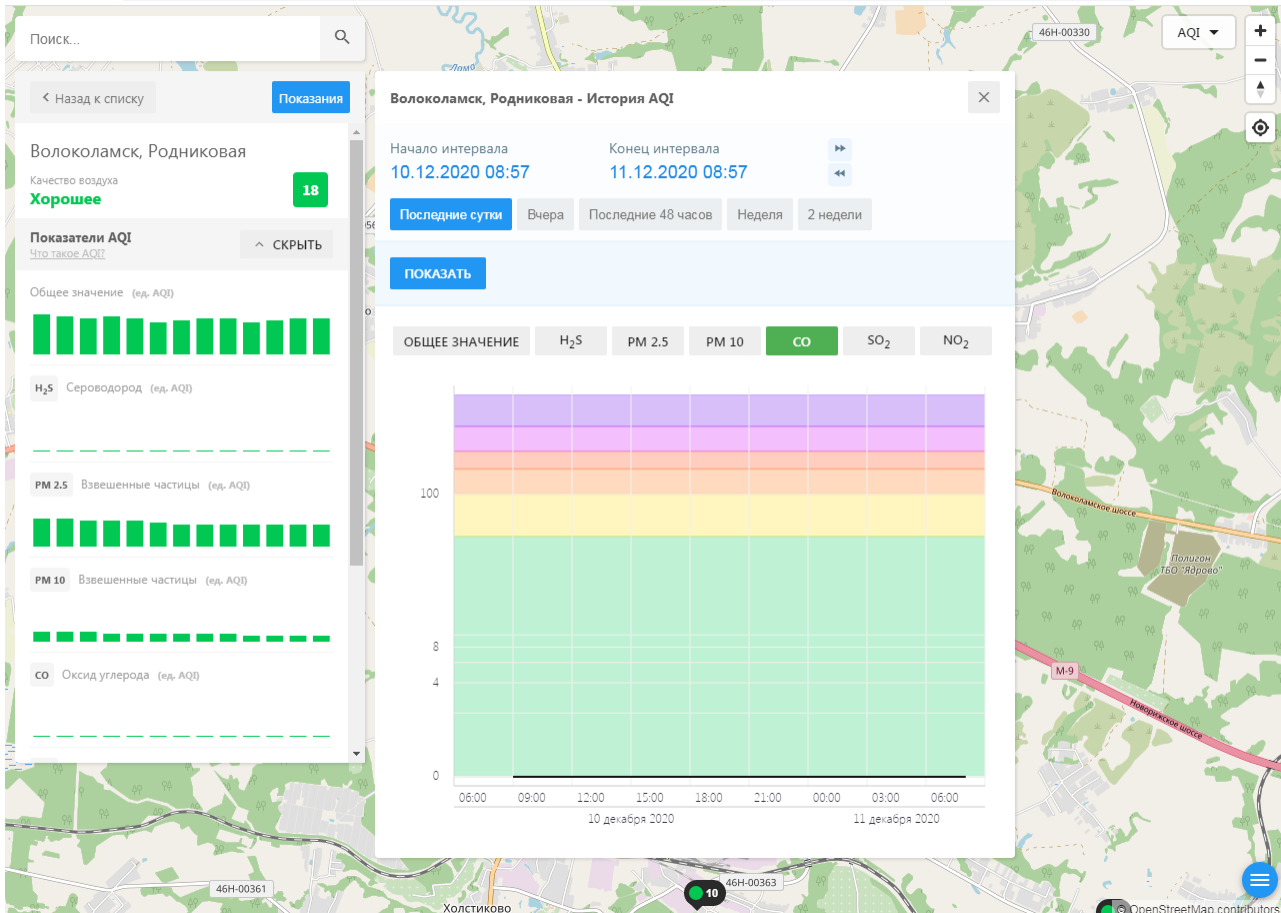 Поиск...
46Н-00330
AQI
Ламо
Назад к списку
Показания
Волоколамск, Родниковая - История AQI
Волоколамск, Родниковая
Качество воздуха
Хорошее
18
Начало интервала
Конец интервала
10.12.2020 08:57
11.12.2020 08:57
Последние сутки
Вчера
Последние 48 часов
Неделя
2 недели
Показатели AQI
Что такое AQI?
СКРЫТЬ
ПОКАЗАТЬ
Общее значение (ед. AQI)
ОБЩЕЕ ЗНАЧЕНИЕ
H2S
PM 2.5
PM 10
CO
SO2
NO2
H2S Сероводород (ед. AQI)
PM 2.5 Взвешенные частицы (ед. AQI)
PM 10 Взвешенные частицы (ед. AQI)
CO Оксид углерода (ед. AQI)
100
8
4
0
06:00
09:00
12:00
15:00
18:00
21:00
00:00
03:00
06:00
10 декабря 2020
11 декабря 2020
Волоколамское шоссе
Полигон
ТБО "Ядрово"
М-9
Новорижское шоссе
46Н-00361
46Н-00363
10
Холстиково
© OpenStreetMap contributors